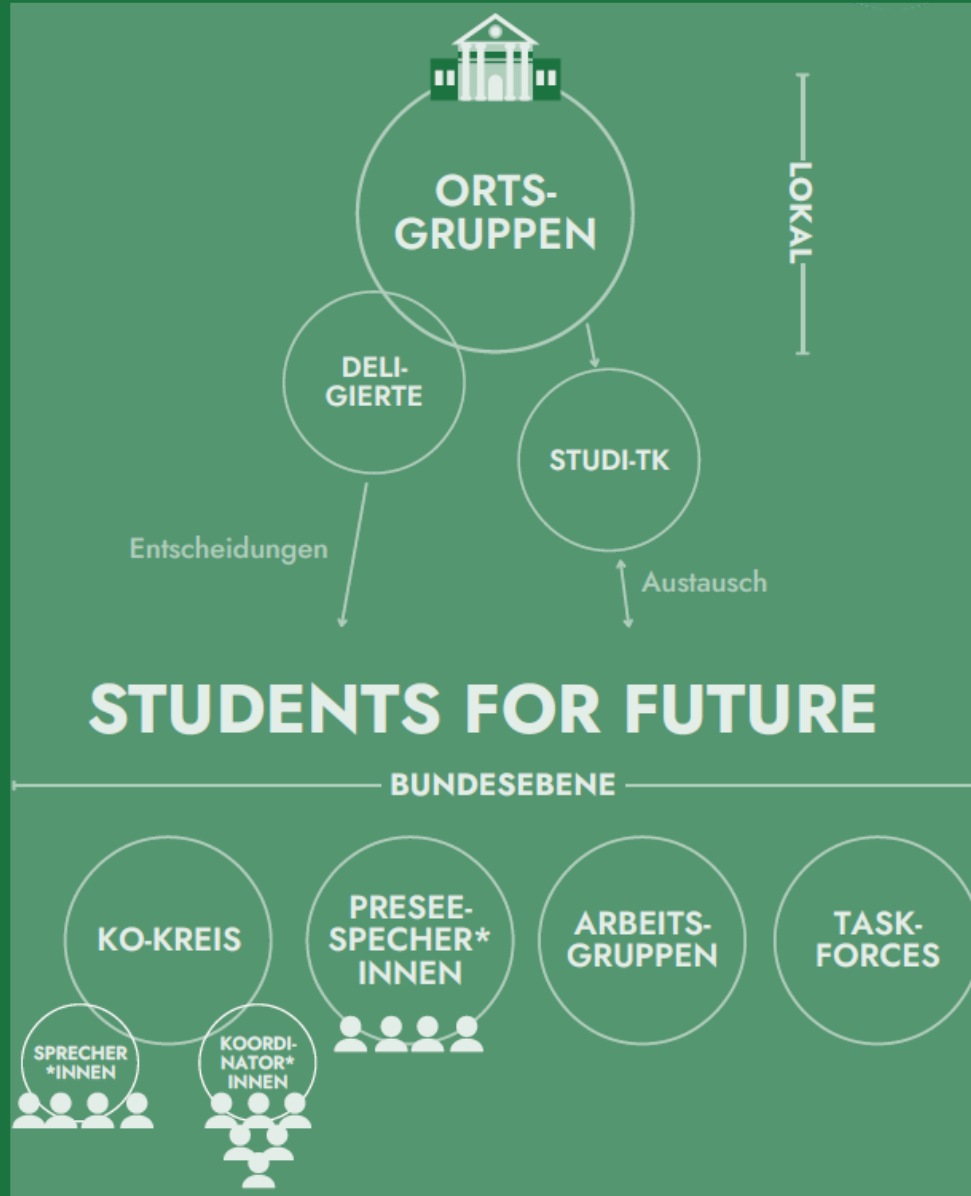 ORTS-
GRUPPEN
LOKAL
DELI-
GIERTE
STUDI-TK
Entscheidungen
Austausch
STUDENTS FOR FUTURE
BUNDESEBENE
KO-KREIS
PRESEE-
SPECHER*
INNEN
ARBEITS-
GRUPPEN
TASK-
FORCES
SPRECHER
*INNEN
KOORDI-
NATOR*
INNEN